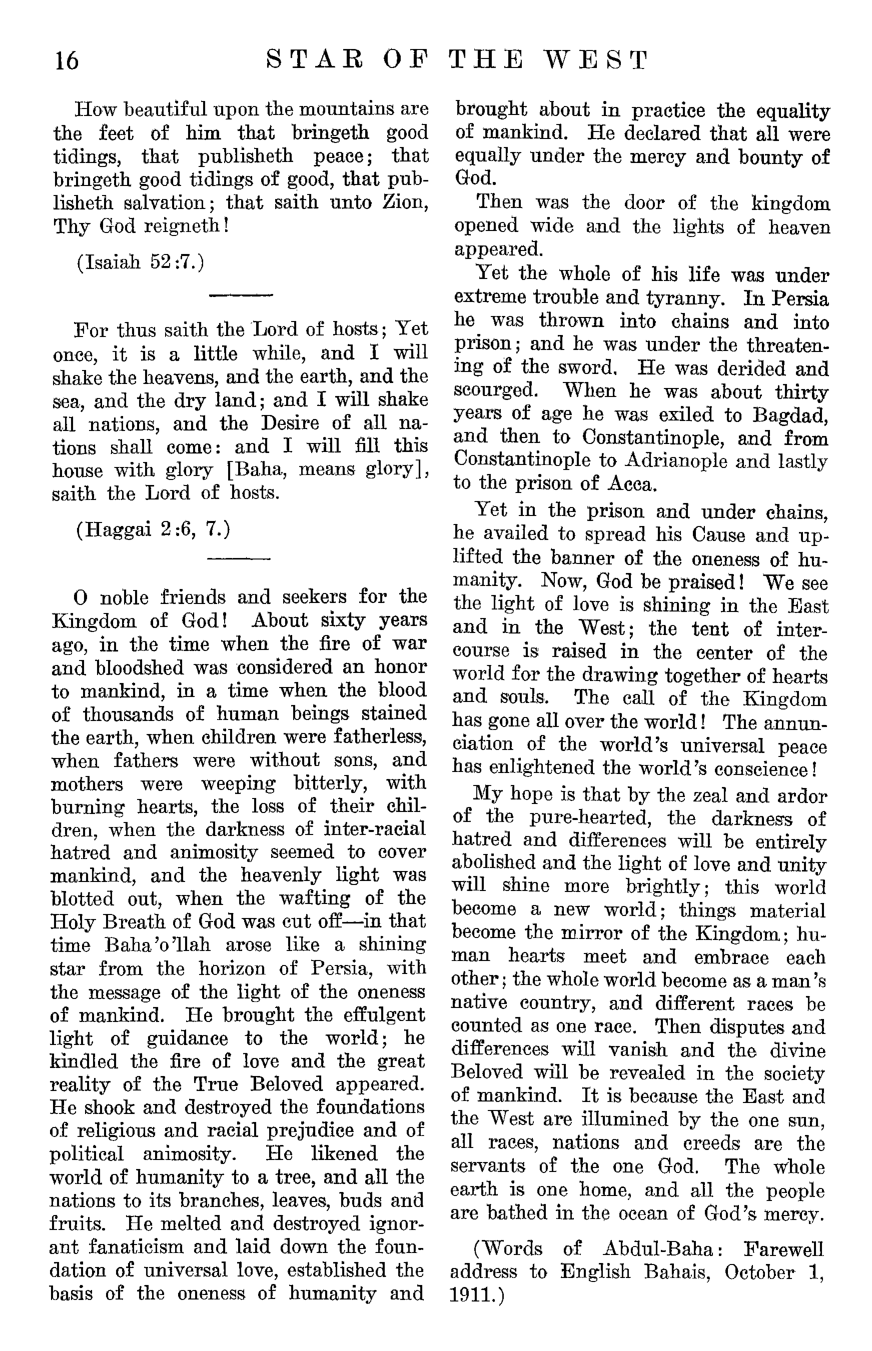 16 STAR OF THE WEST
How beautiful upon the mountains are
the feet of him that bringeth good
tidings, that publisheth peace; that
bringeth good tidings of good, that pub-
lisheth salvation; that saith unto Zion,
Thy God reigneth!
(Isaiah 52:7.)
For thus saith the Lord of hosts; Yet
once, it is a little while, and I will
shake the heavens, and the earth, and the
sea, and the dry land; and I will shake
all nations, and the Desire of all na-
tions shall come: and I will fill this
house with glory [Baha, means glory],
saith the Lord of hosts.
(Haggai 2:6, 7.)
O noble friends and seekers for the
Kingdom of God! About sixty years
ago, in the time when the fire of war
and bloodshed was considered an honor
to mankind, in a time when the blood
of thousands of human beings stained
the earth, when children were fatherless,
when fathers were without sons, and
mothers were weeping bitterly, with
burning hearts, the loss of their chil-
dren, when the darkness of inter-racial
hatred and animosity seemed to cover
mankind, and the heavenly light was
blotted out, when the wafting of the
Holy Breath of God was cut off—in that
time Baha'o'llah arose like a shining
star from the horizon of Persia, with
the message of the light of the oneness
of mankind. He brought the effulgent
light of guidance to the world; he
kindled the fire of love and the great
reality of the True Beloved appeared.
He shook and destroyed the foundations
of religious and racial prejudice and of
political animosity. He likened the
world of humanity to a tree, and all the
nations to its branches, leaves, buds and
fruits. He melted and destroyed ignor-
ant fanaticism and laid down the foun-
dation of universal love, established the
basis of the oneness of humanity and
brought about in practice the equality
of mankind. He declared that all were
equally under the mercy and bounty of
God.
Then was the door of the kingdom
opened wide and the lights of heaven
appeared.
Yet the whole of his life was under
extreme trouble and tyranny. In Persia
he was thrown into chains and into
prison; and he was under the threaten-
ing of the sword. He was derided and
scourged. When he was about thirty
years of age he was exiled to Bagdad,
and then to Constantinople, and from
Constantinople to Adrianople and lastly
to the prison of Acca.
Yet in the prison and under chains,
he availed to spread his Cause and up-
lifted the banner of the oneness of hu-
manity. Now, God be praised! We see
the light of love is shining in the East
and in the West; the tent of inter-
course is raised in the center of the
world for the drawing together of hearts
and souls. The call of the Kingdom
has gone all over the world! The annun-
ciation of the world's universal peace
has enlightened the world's conscience!
My hope is that by the zeal and ardor
of the pure-hearted, the darkness of
hatred and differences will be entirely
abolished and the light of love and unity
will shine more brightly; this world
become a new world; things material
become the mirror of the Kingdom; hu-
man hearts meet and embrace each
other; the whole world become as a man's
native country, and different races be
counted as one race. Then disputes and
differences will vanish and the divine
Beloved will be revealed in the society
of mankind. It is because the East and
the West are illumined by the one sun,
all races, nations and creeds are the
servants of the one God. The whole
earth is one home, and all the people
are bathed in the ocean of God's mercy.
(Words of Abdul-Baha: Farewell
address to English Bahais, October 1,
1911.)